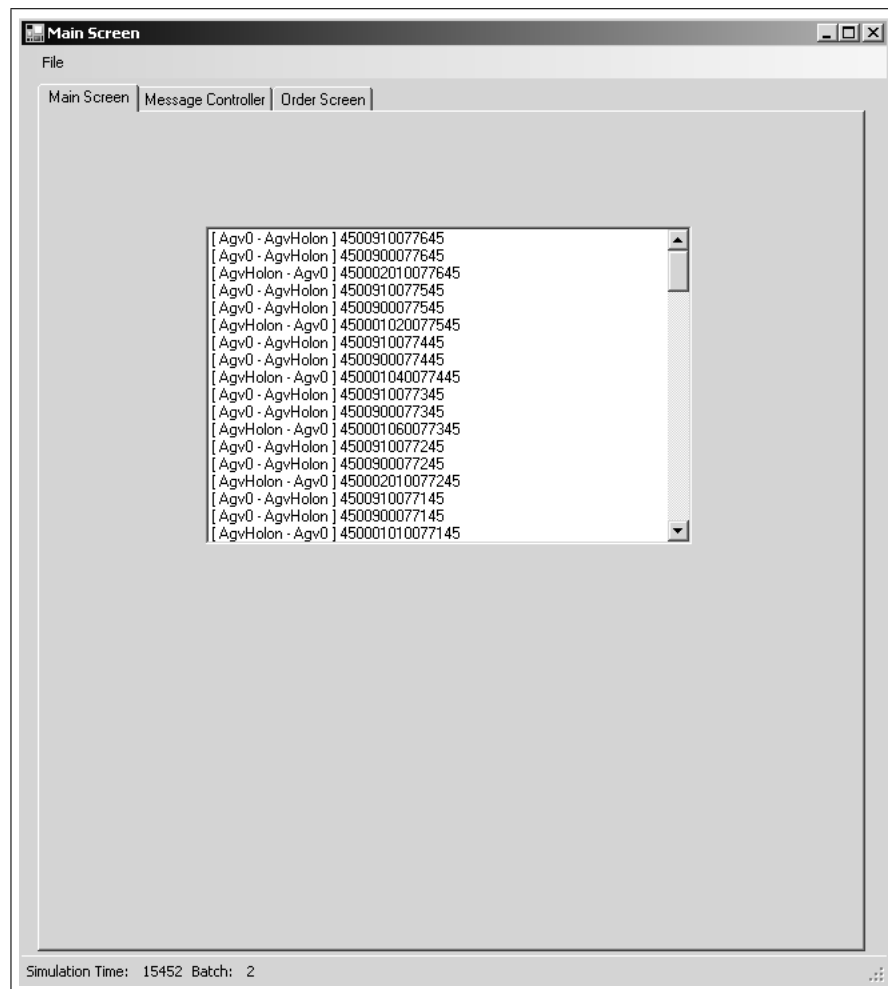 Main Screen
File
Main Screen Message Controller Order Screen
[ Agv0 - AgvHolon ] 4500910077645
[ Agv0 - AgvHolon ] 4500900077645
[ AgvHolon - Agv0 ] 450002010077645
[ Agv0 - AgvHolon ] 4500910077545
[ Agv0 - AgvHolon ] 4500900077545
[ AgvHolon - Agv0 ] 450001020077545
[ Agv0 - AgvHolon ] 4500910077445
[ Agv0 - AgvHolon ] 4500900077445
[ AgvHolon - Agv0 ] 450001040077445
[ Agv0 - AgvHolon ] 4500910077345
[ Agv0 - AgvHolon ] 4500900077345
[ AgvHolon - Agv0 ] 450001060077345
[ Agv0 - AgvHolon ] 4500910077245
[ Agv0 - AgvHolon ] 4500900077245
[ AgvHolon - Agv0 ] 450002010077245
[ Agv0 - AgvHolon ] 4500910077145
[ Agv0 - AgvHolon ] 4500900077145
[ AgvHolon - Agv0 ] 450001010077145
Simulation Time: 15452 Batch: 2